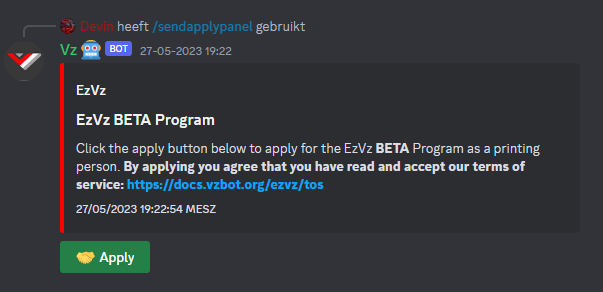 Devin heeft /sendapplypanel gebruikt
Vz BOT 27-05-2023 19:22
EzVz
EzVz BETA Program
Click the apply button below to apply for the EzVz BETA Program as a printing
person. By applying you agree that you have read and accept our terms of
service: https://docs.vzbot.org/ezvz/tos
27/05/2023 19:22:54 MESZ
Apply